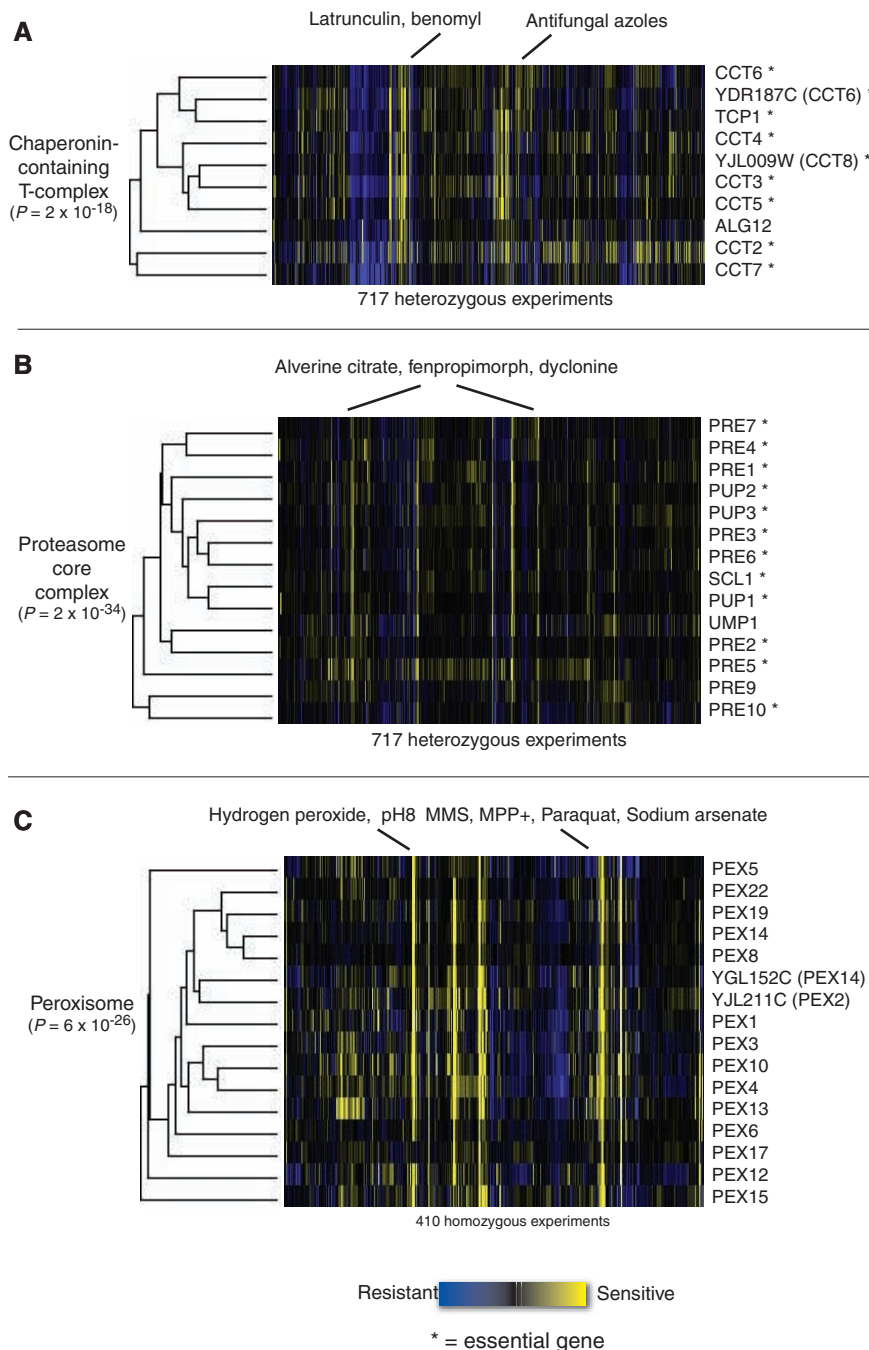 A
Latrunculin, benomyl
Antifungal azoles
Chaperonin-
containing
T-complex
(P = 2 x 10-18)
CCT6 *
YDR187C (CCT6) *
TCP1 *
CCT4 *
YJL009W (CCT8) *
CCT3 *
CCT5 *
ALG12
CCT2 *
CCT7 *
717 heterozygous experiments
B
Alverine citrate, fenpropimorph, dyclonine
Proteasome
core
complex
(P = 2 x 10-34)
PRE7 *
PRE4 *
PRE1 *
PUP2 *
PUP3 *
PRE3 *
PRE6 *
SCL1 *
PUP1 *
UMP1
PRE2 *
PRE5 *
PRE9
PRE10 *
717 heterozygous experiments
C
Hydrogen peroxide, pH8 MMS, MPP+, Paraquat, Sodium arsenate
Peroxisome
(P = 6 x 10-26)
PEX5
PEX22
PEX19
PEX14
PEX8
YGL152C (PEX14)
YJL211C (PEX2)
PEX1
PEX3
PEX10
PEX4
PEX13
PEX6
PEX17
PEX12
PEX15
410 homozygous experiments
Resistant
Sensitive
* = essential gene